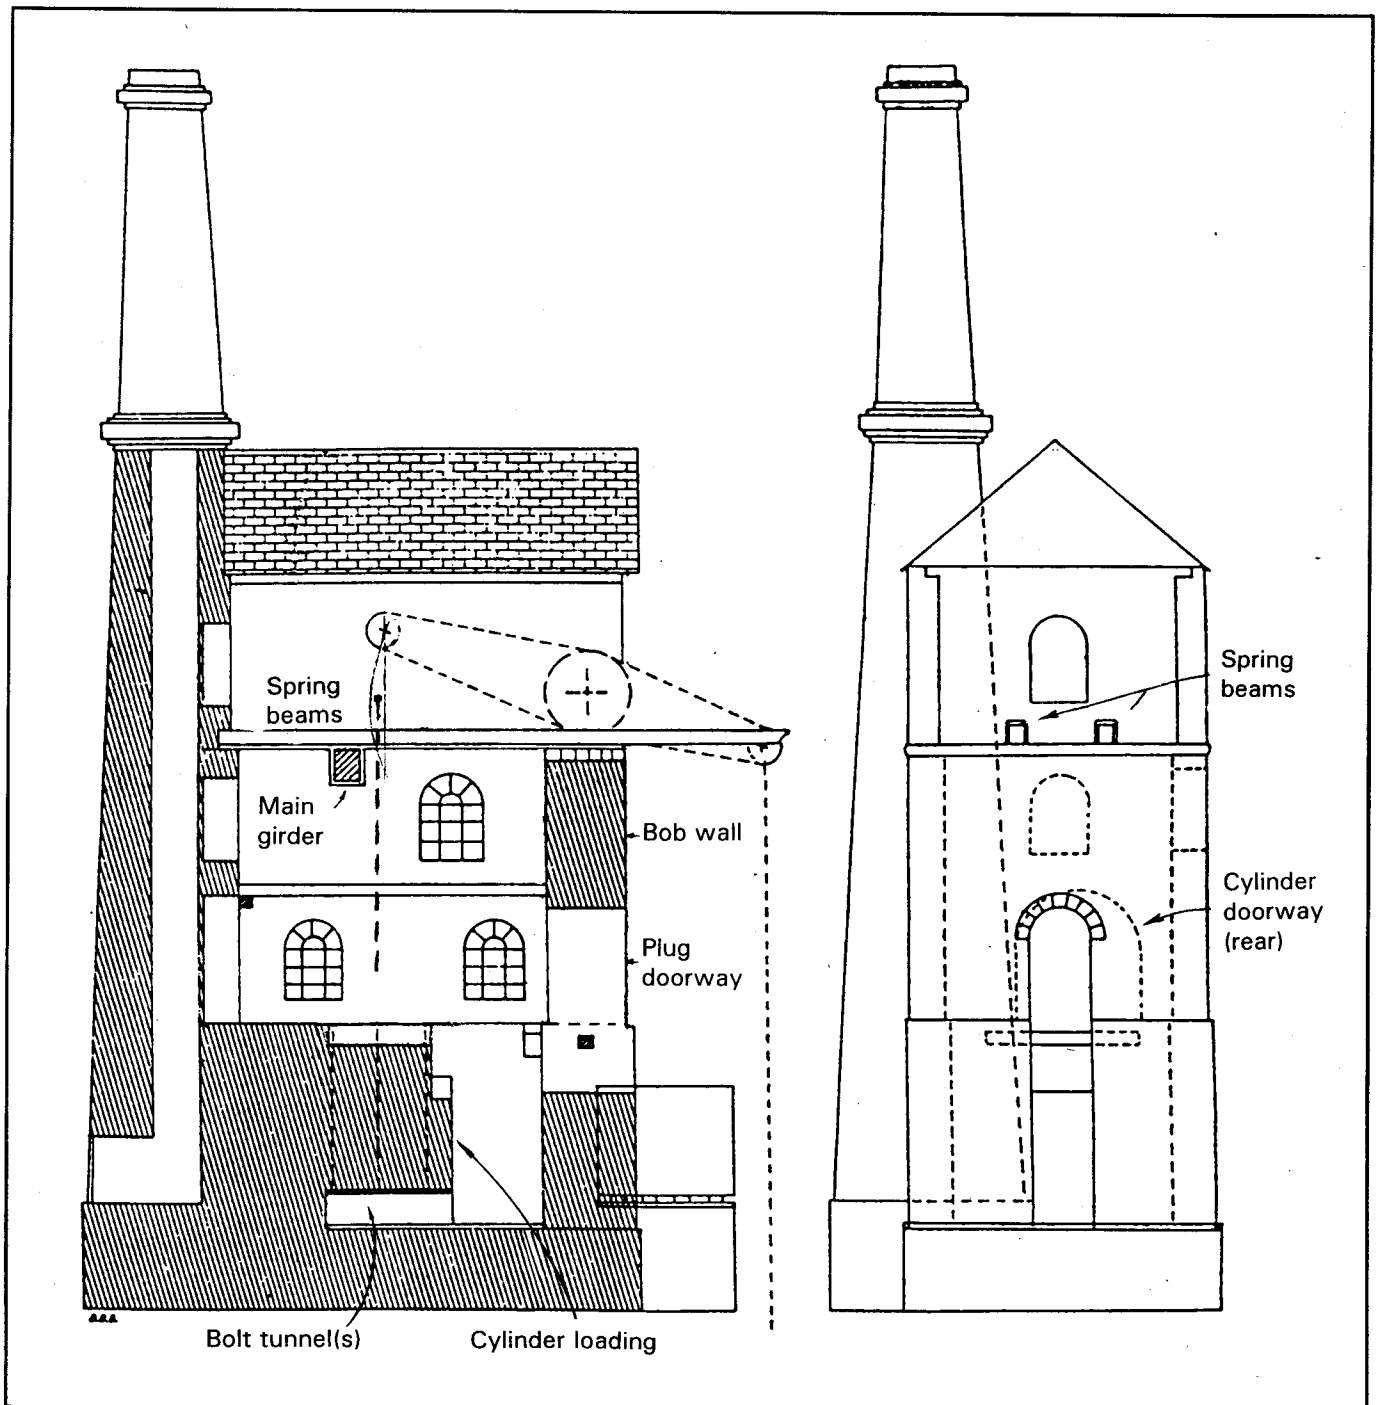 Spring
beams
Main
girder
Bob wall
Plug
doorway
Bolt tunnel(s)
Cylinder loading
Spring
beams
Cylinder
doorway
(rear)